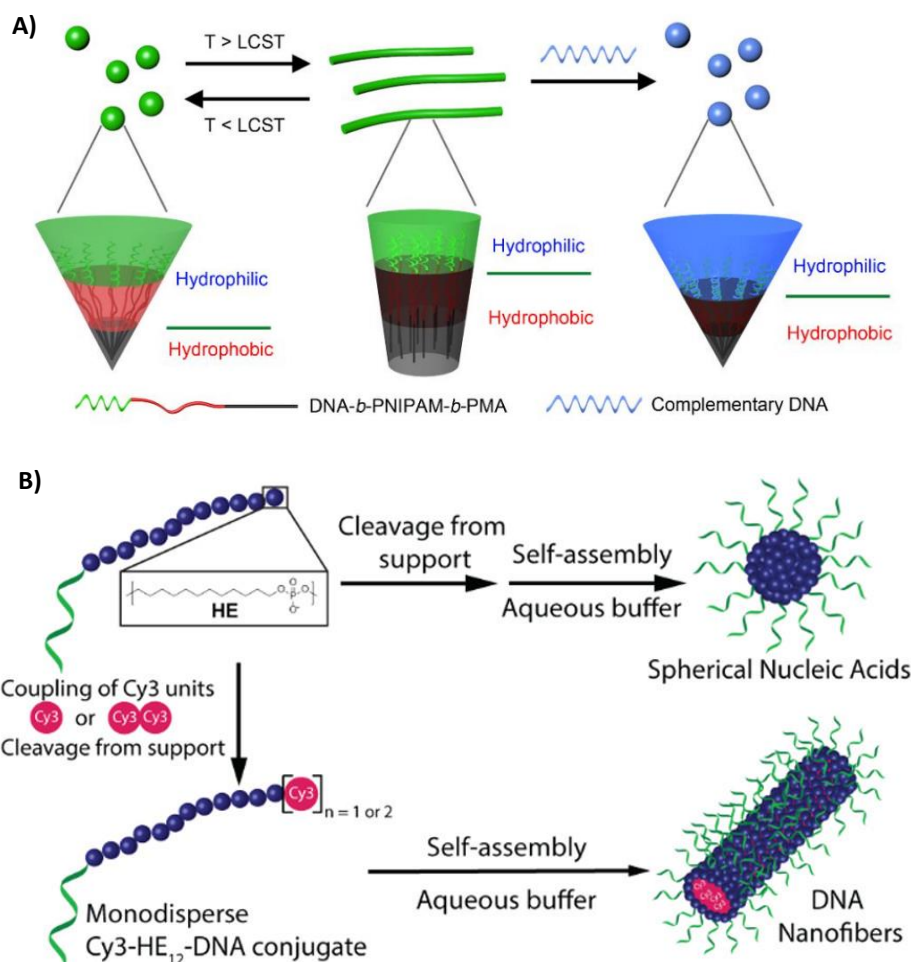 A)
T > LCST
T < LCST
Hydrophilic
Hydrophobic
Hydrophilic
Hydrophobic
Hydrophilic
Hydrophobic
DNA-b-PNIPAM-b-PMA
Complementary DNA
B)
Cleavage from
support
Self-assembly
Aqueous buffer
O
O P O
O-
HE
Spherical Nucleic Acids
Coupling of Cy3 units
Cy3 or Cy3 Cy3
Cleavage from support
Cy3
n = 1 or 2
Self-assembly
Aqueous buffer
Monodisperse
Cy3-HE12-DNA conjugate
DNA
Nanofibers